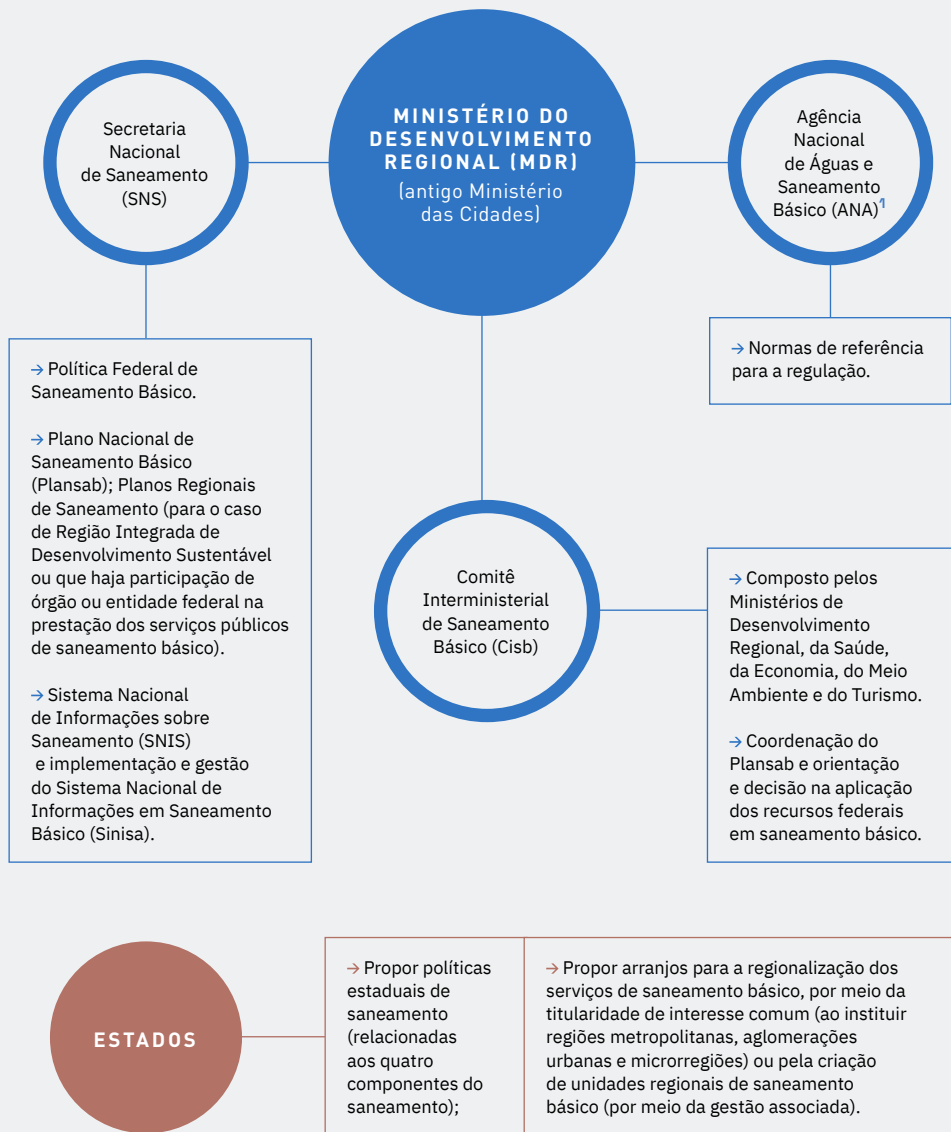 Secretaria
Nacional
de Saneamento
(SNS)
MINISTÉRIO DO
DESENVOLVIMENTO
REGIONAL (MDR)
(antigo Ministério
das Cidades)
Agência
Nacional
de Águas e
Saneamento
Básico (ANA)¹
→ Política Federal de
Saneamento Básico.
→ Plano Nacional de
Saneamento Básico
(Plansab); Planos Regionais
de Saneamento (para o caso
de Região Integrada de
Desenvolvimento Sustentável
ou que haja participação de
órgão ou entidade federal na
prestação dos serviços públicos
de saneamento básico).
→ Sistema Nacional
de Informações sobre
Saneamento (SNIS)
e implementação e gestão
do Sistema Nacional de
Informações em Saneamento
Básico (Sinisa).
→ Normas de referência
para a regulação.
Comitê
Interministerial
de Saneamento
Básico (Cisb)
→ Composto pelos
Ministérios de
Desenvolvimento
Regional, da Saúde,
da Economia, do Meio
Ambiente e do Turismo.
→ Coordenação do
Plansab e orientação
e decisão na aplicação
dos recursos federais
em saneamento básico.
ESTADOS
→ Propor políticas
estaduais de
saneamento
(relacionadas
aos quatro
componentes do
saneamento);
→ Propor arranjos para a regionalização dos
serviços de saneamento básico, por meio da
titularidade de interesse comum (ao instituir
regiões metropolitanas, aglomerações
urbanas e microrregiões) ou pela criação
de unidades regionais de saneamento
básico (por meio da gestão associada).